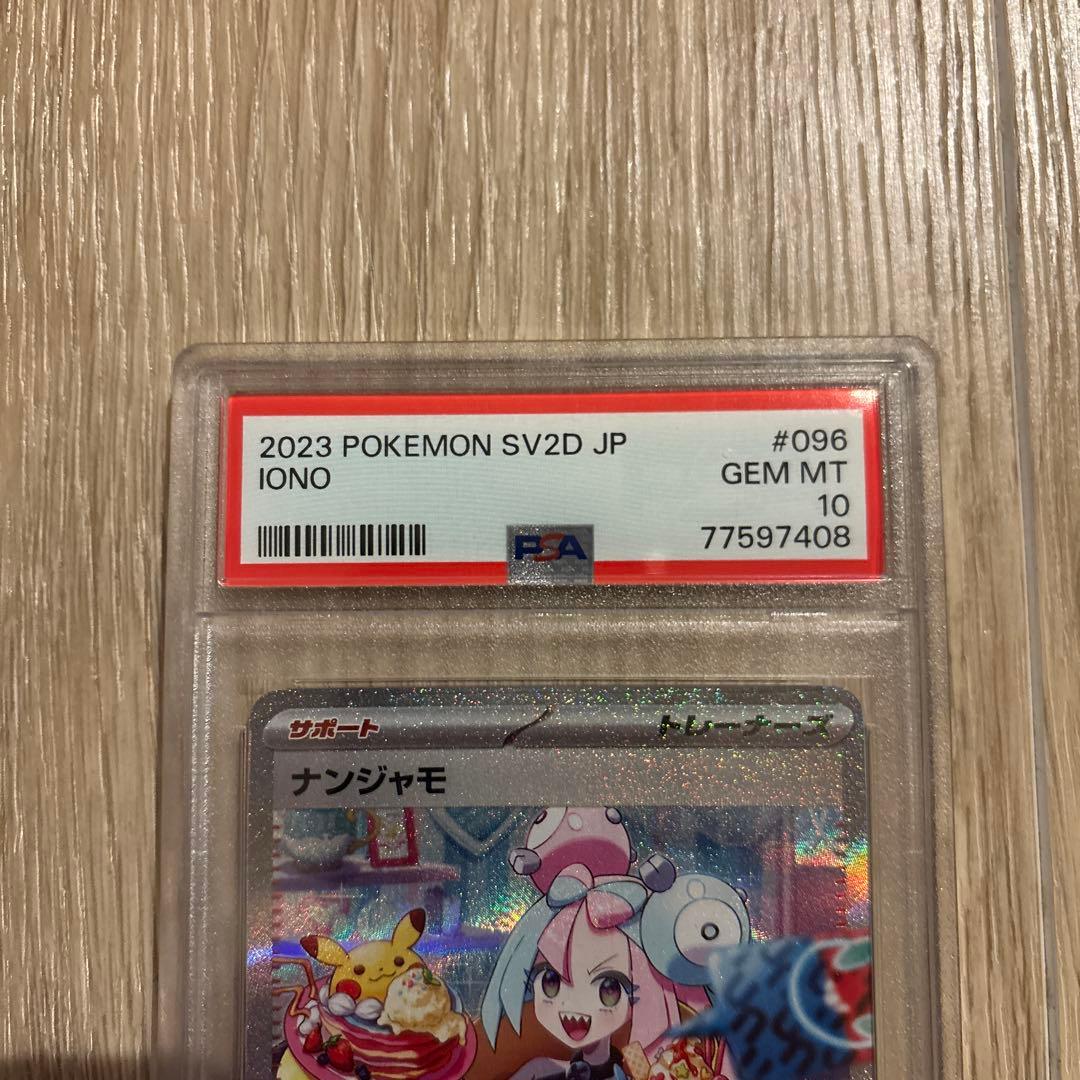 2023 POKEMON SV2D JP #096
IONO GEM MT
10
PSA 77597408
サポート トレーナーズ
ナンジャモ